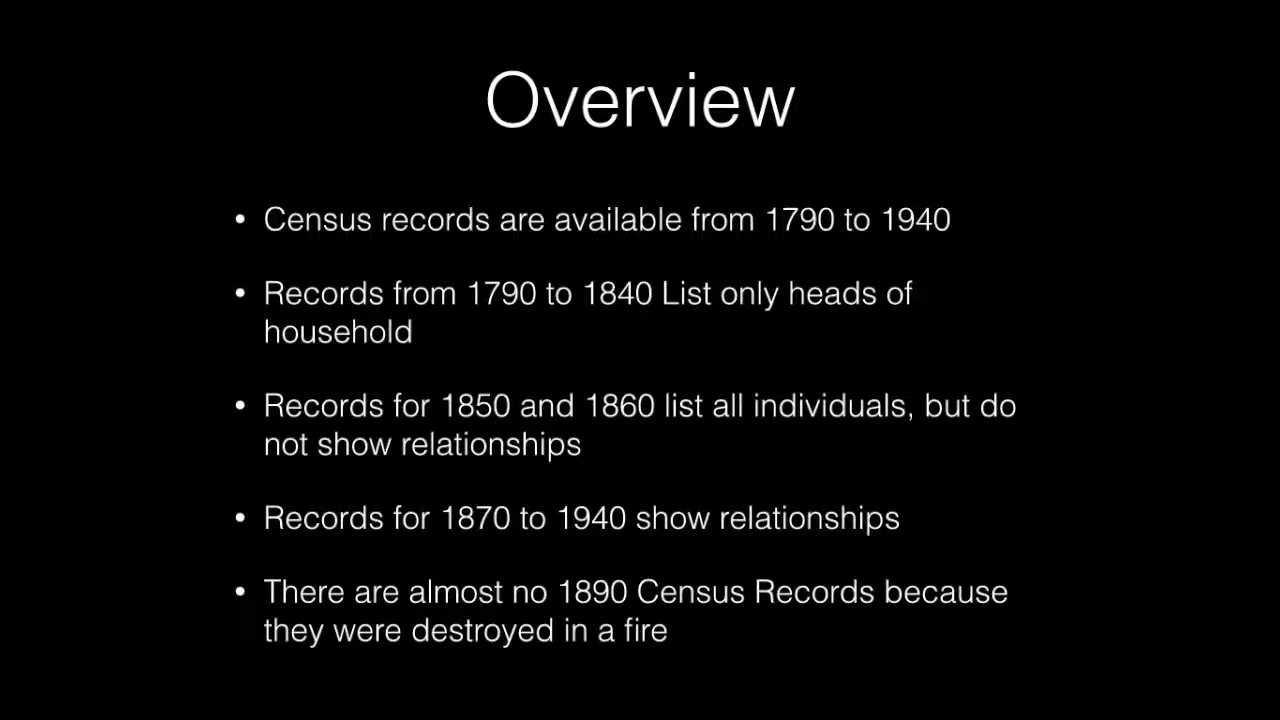 Overview
• Census records are available from 1790 to 1940
• Records from 1790 to 1840 List only heads of
household
• Records for 1850 and 1860 list all individuals, but do
not show relationships
• Records for 1870 to 1940 show relationships
• There are almost no 1890 Census Records because
they were destroyed in a fire